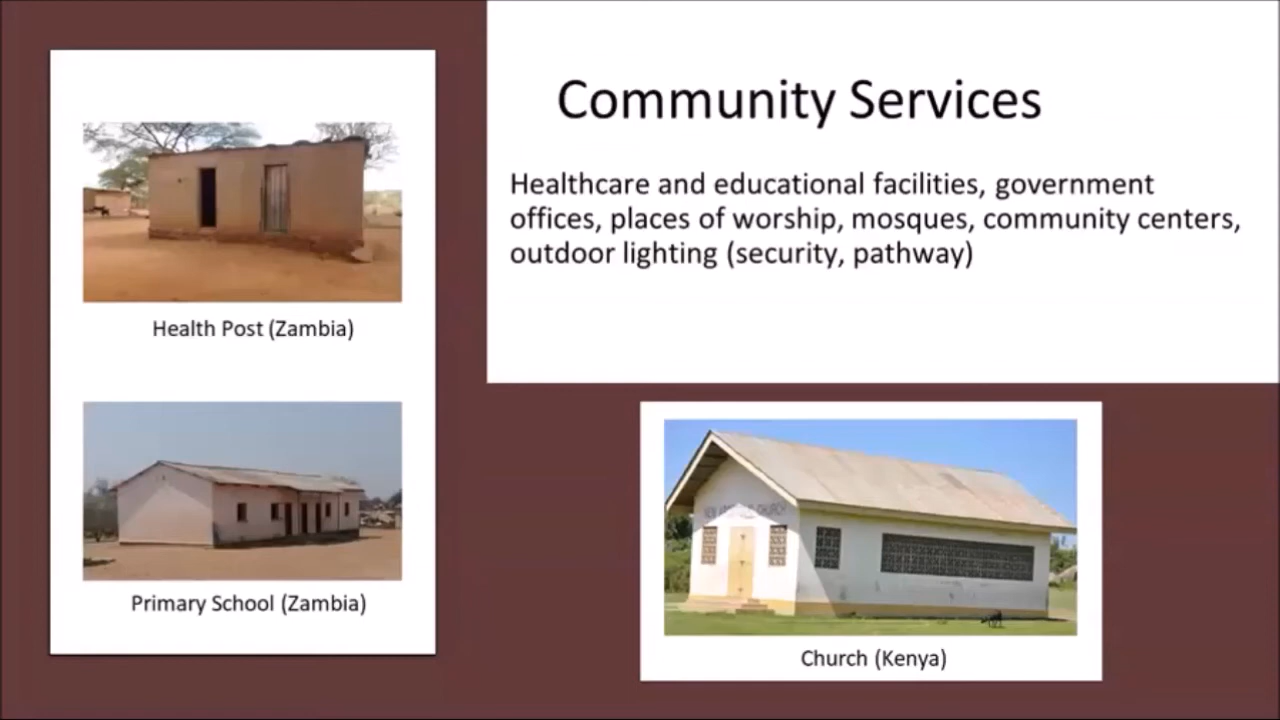 Community Services
Healthcare and educational facilities, government
offices, places of worship, mosques, community centers,
outdoor lighting (security, pathway)
Health Post (Zambia)
Primary School (Zambia)
CHURCH
Church (Kenya)